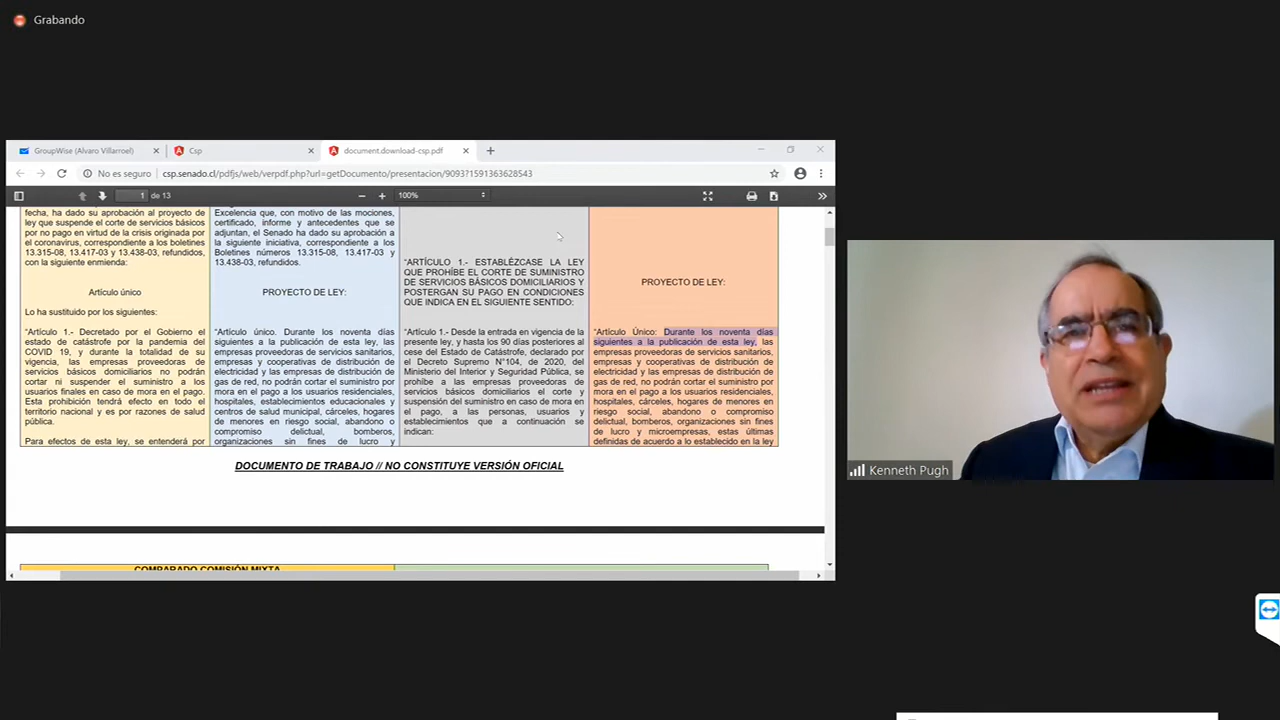 Grabando
GroupWise (Alvaro Villarroel)
Csp
document.download-csp.pdf
No es seguro
csp.senado.cl/pdfjs/web/verpdf.php?url=getDocumento/presentacion/9093?1591363628543
1 de 13
100%
fecha, ha dado su aprobación al proyecto de
ley que suspende el corte de servicios básicos
por no pago en virtud de la crisis originada por
el coronavirus, correspondiente a los boletines
13.315-08, 13.417-03 y 13.438-03, refundidos,
con la siguiente enmienda:
Artículo único
Lo ha sustituido por los siguientes:
“Artículo 1.- Decretado por el Gobierno el
estado de catástrofe por la pandemia del
COVID 19, y durante la totalidad de su
vigencia, las empresas proveedoras de
servicios básicos domiciliarios no podrán
cortar ni suspender el suministro a los
usuarios finales en caso de mora en el pago.
Esta prohibición tendrá efecto en todo el
territorio nacional y es por razones de salud
pública.
Para efectos de esta ley, se entenderá por
Excelencia que, con motivo de las mociones,
certificado, informe y antecedentes que se
adjuntan, el Senado ha dado su aprobación a
la siguiente iniciativa, correspondiente a los
Boletines números 13.315-08, 13.417-03 y
13.438-03, refundidos.
PROYECTO DE LEY:
“Artículo único. Durante los noventa días
siguientes a la publicación de esta ley, las
empresas proveedoras de servicios sanitarios,
empresas y cooperativas de distribución de
electricidad y las empresas de distribución de
gas de red, no podrán cortar el suministro por
mora en el pago a los usuarios residenciales,
hospitales, establecimientos educacionales y
centros de salud municipal, cárceles, hogares
de menores en riesgo social, abandono o
compromiso delictual, bomberos,
organizaciones sin fines de lucro y
“ARTÍCULO 1.- ESTABLÉZCASE LA LEY
QUE PROHÍBE EL CORTE DE SUMINISTRO
DE SERVICIOS BÁSICOS DOMICILIARIOS Y
POSTERGAN SU PAGO EN CONDICIONES
QUE INDICA EN EL SIGUIENTE SENTIDO:
“Artículo 1.- Desde la entrada en vigencia de la
presente ley, y hasta los 90 días posteriores al
cese del Estado de Catástrofe, declarado por
el Decreto Supremo N°104, de 2020, del
Ministerio del Interior y Seguridad Pública, se
prohíbe a las empresas proveedoras de
servicios básicos domiciliarios el corte y
suspensión del suministro en caso de mora en
el pago, a las personas, usuarios y
establecimientos que a continuación se
indican:
PROYECTO DE LEY:
“Artículo Único: Durante los noventa días
siguientes a la publicación de esta ley, las
empresas proveedoras de servicios sanitarios,
empresas y cooperativas de distribución de
electricidad y las empresas de distribución de
gas de red, no podrán cortar el suministro por
mora en el pago a los usuarios residenciales,
hospitales, cárceles, hogares de menores en
riesgo social, abandono o compromiso
delictual, bomberos, organizaciones sin fines
de lucro y microempresas, estas últimas
definidas de acuerdo a lo establecido en la ley
DOCUMENTO DE TRABAJO // NO CONSTITUYE VERSIÓN OFICIAL
COMPARADO COMISIÓN MIXTA
Kenneth Pugh